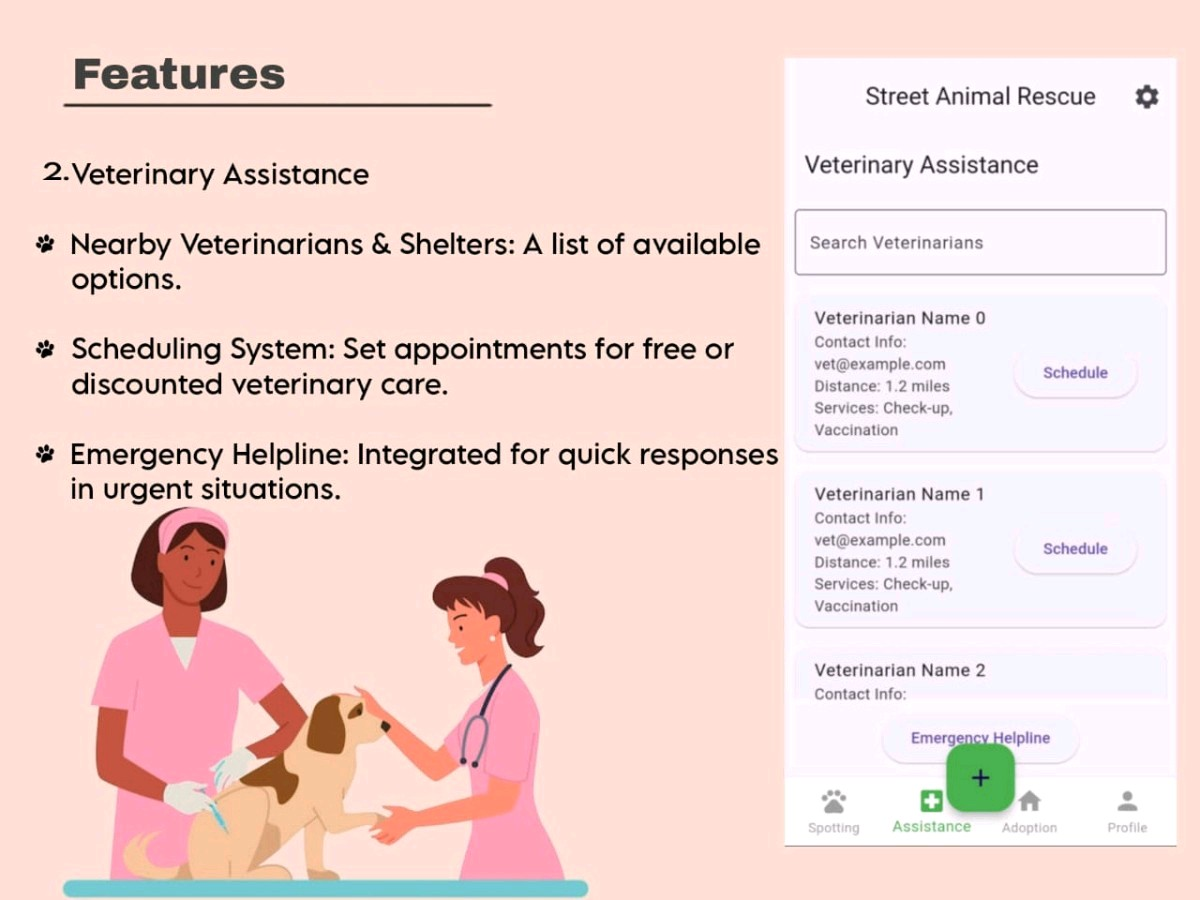 Features
2. Veterinary Assistance
Nearby Veterinarians & Shelters: A list of available
options.
Scheduling System: Set appointments for free or
discounted veterinary care.
Emergency Helpline: Integrated for quick responses
in urgent situations.
Street Animal Rescue
Veterinary Assistance
Search Veterinarians
Veterinarian Name 0
Contact Info:
vet@example.com
Distance: 1.2 miles
Services: Check-up,
Vaccination
Schedule
Veterinarian Name 1
Contact Info:
vet@example.com
Distance: 1.2 miles
Services: Check-up,
Vaccination
Schedule
Veterinarian Name 2
Contact Info:
Emergency Helpline
+
Spotting
Assistance
Adoption
Profile